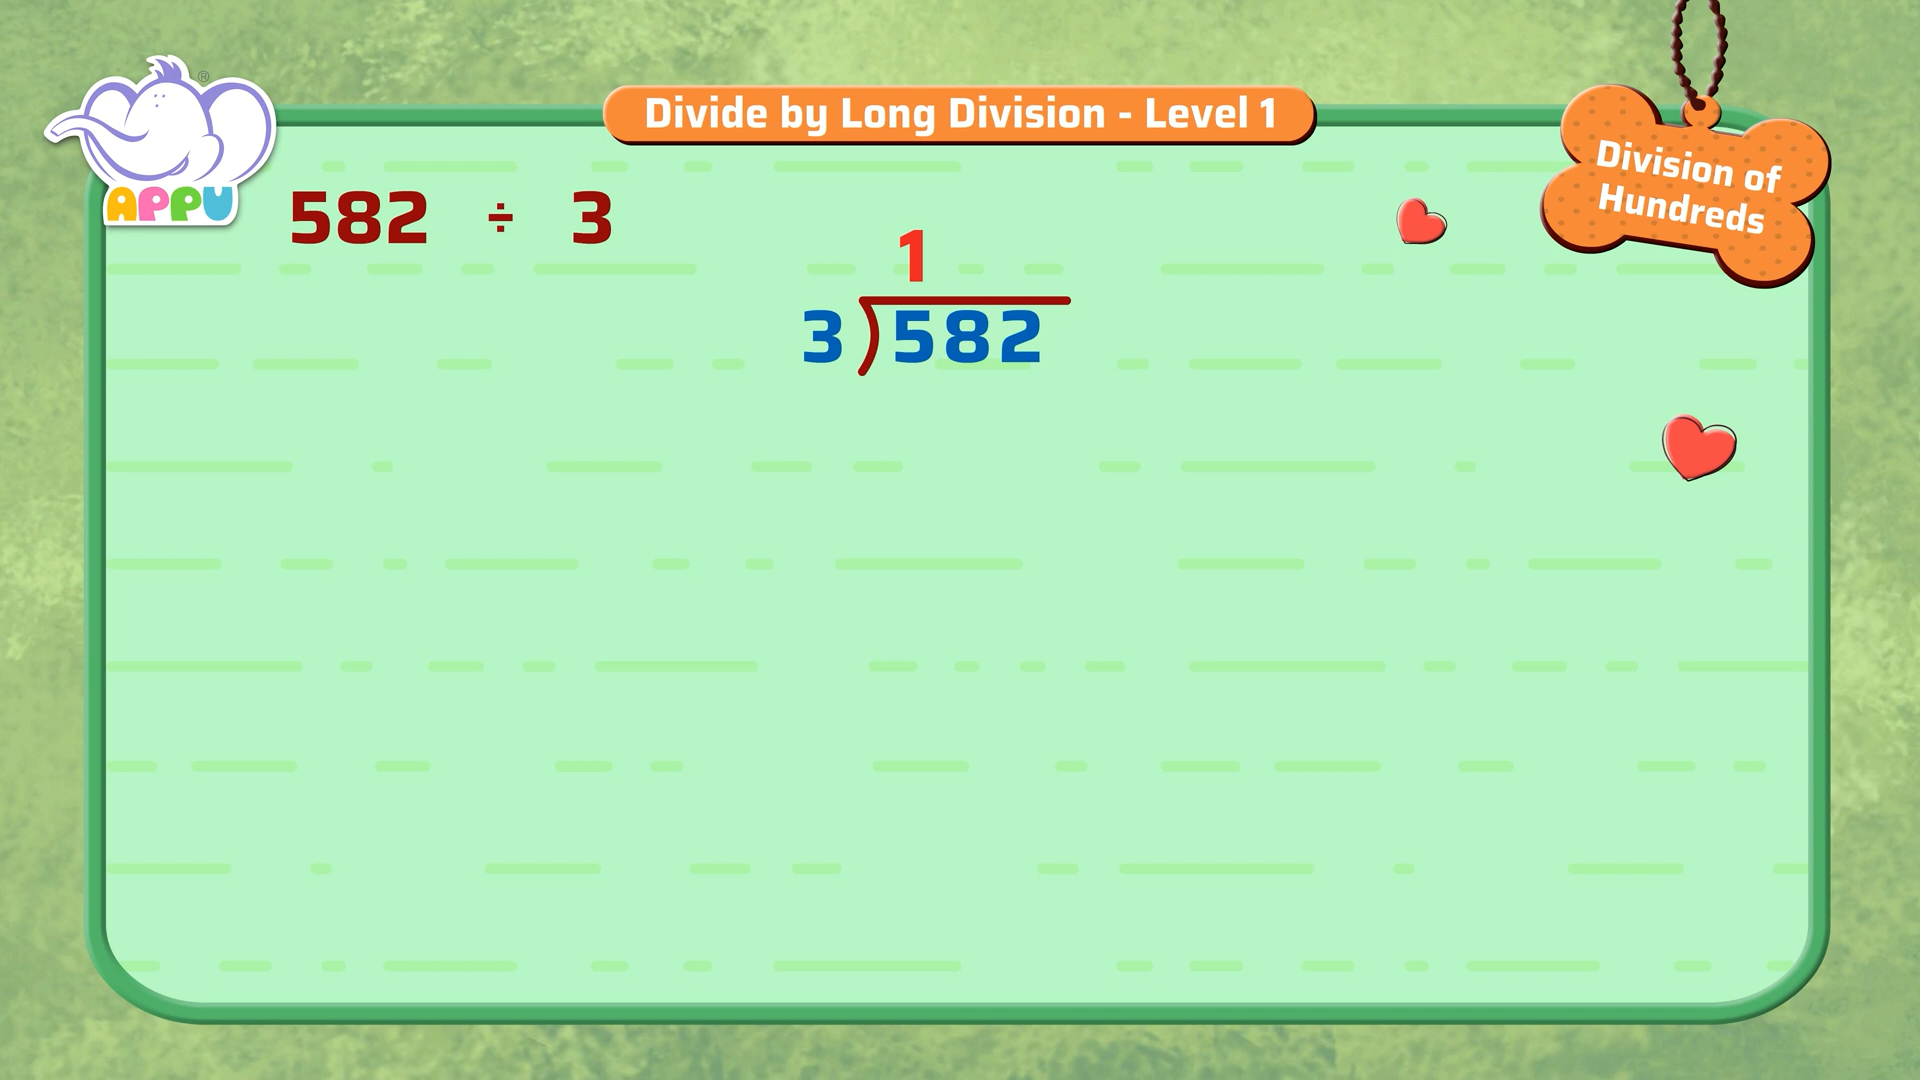 Divide by Long Division - Level 1
®
APPU
Division of
Hundreds
582 ÷ 3
1
3)582